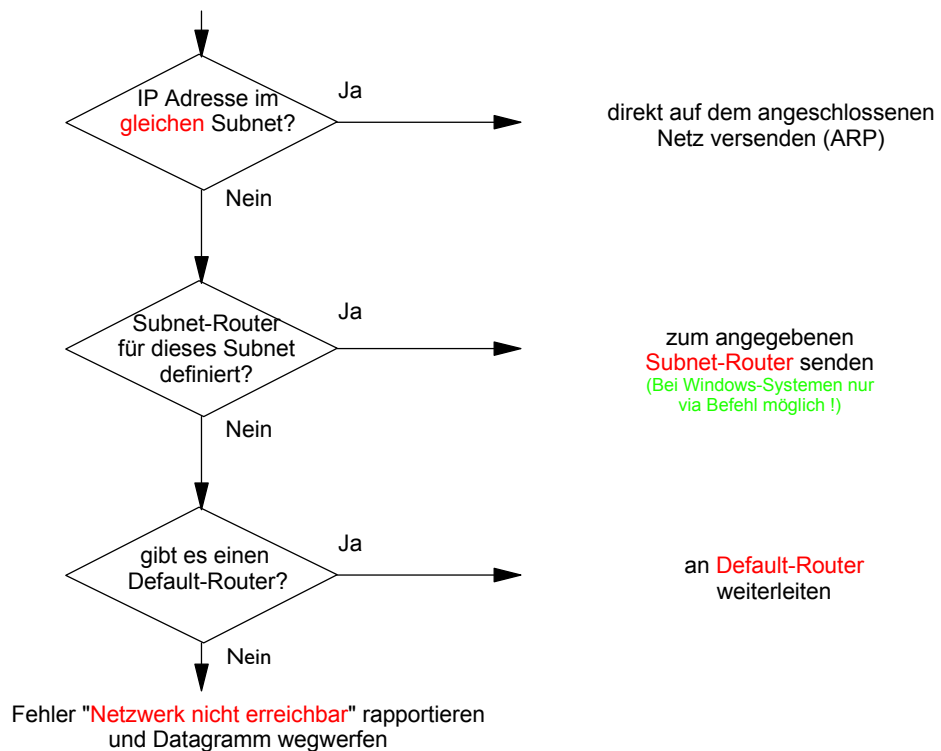 IP Adresse im
gleichen Subnet?
Ja
direkt auf dem angeschlossenen
Netz versenden (ARP)
Nein
Subnet-Router
für dieses Subnet
definiert?
Ja
zum angegebenen
Subnet-Router senden
(Bei Windows-Systemen nur
via Befehl möglich !)
Nein
gibt es einen
Default-Router?
Ja
an Default-Router
weiterleiten
Nein
Fehler "Netzwerk nicht erreichbar" rapportieren
und Datagramm wegwerfen